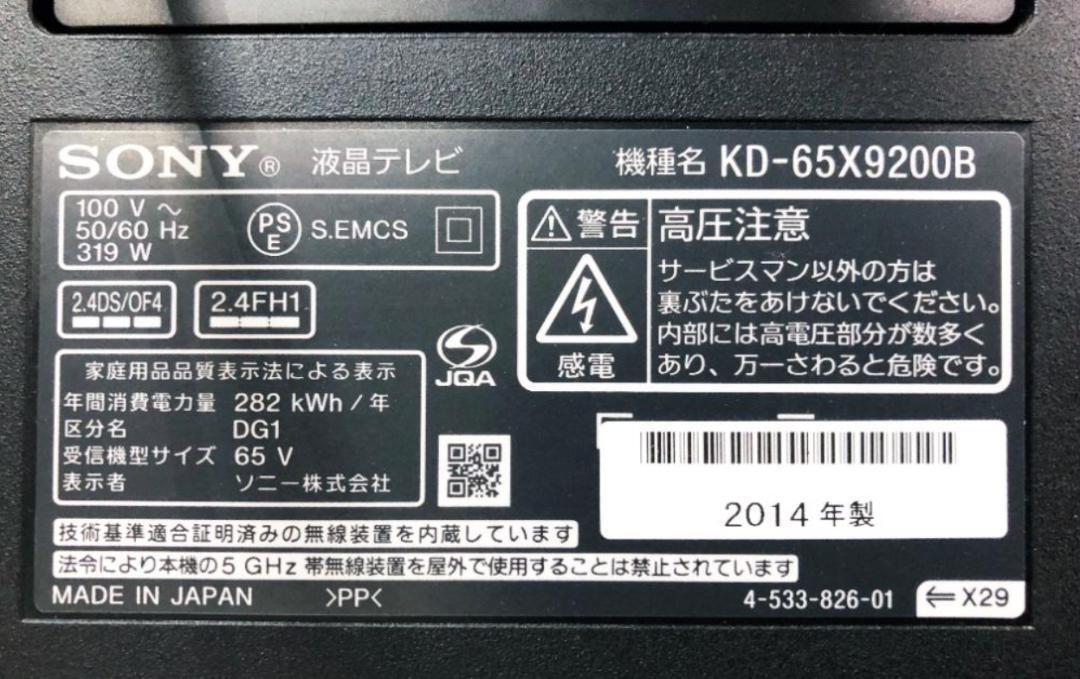 SONY® 液晶テレビ
機種名 KD-65X9200B
100 V ～
50/60 Hz
319 W
PS
E
S.EMCS
警告
感電
高圧注意
サービスマン以外の方は
裏ぶたをあけないでください。
内部には高電圧部分が数多く
あり、万一さわると危険です。
2.4DS/OF4
2.4FH1
JQA
家庭用品品質表示法による表示
年間消費電力量 282 kWh / 年
区分名 DG1
受信機型サイズ 65 V
表示者 ソニー株式会社
2014 年製
技術基準適合証明済みの無線装置を内蔵しています
法令により本機の5 GHz 帯無線装置を屋外で使用することは禁止されています
MADE IN JAPAN >PP<
4-533-826-01
⇐ X29